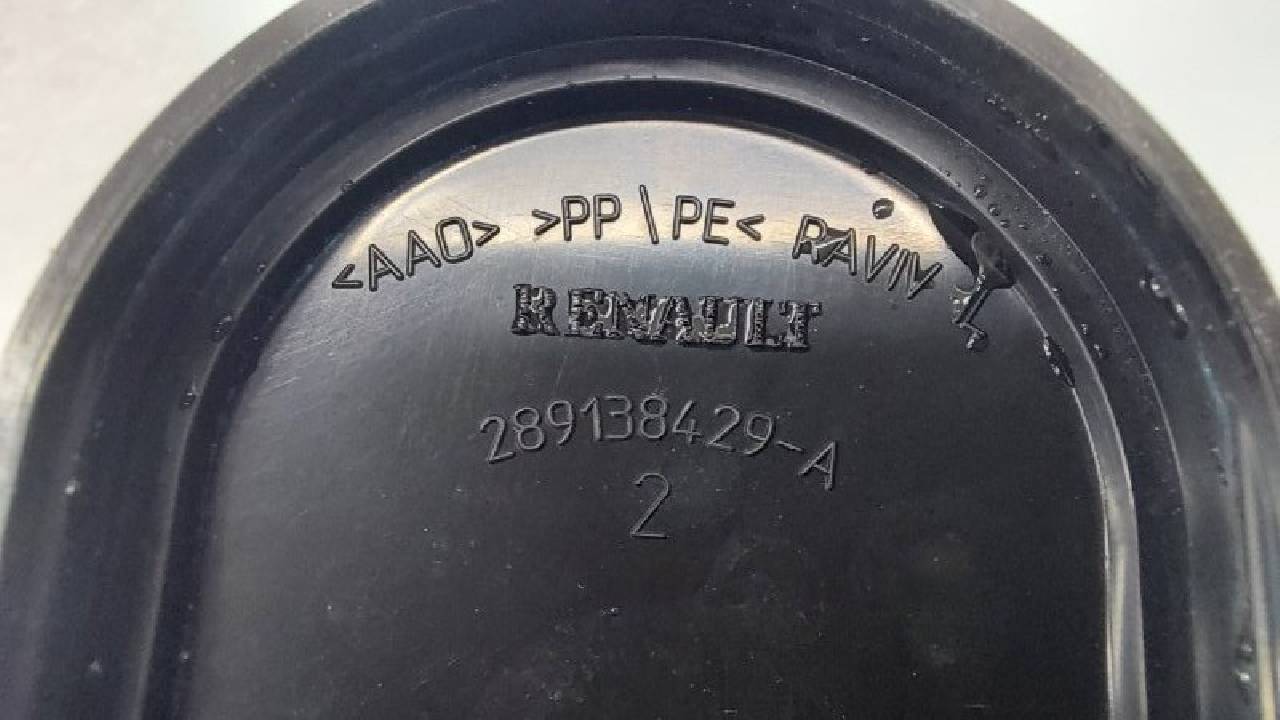 <AAO> >PP\PE< RAVIV
RENAULT
289138429-A
2